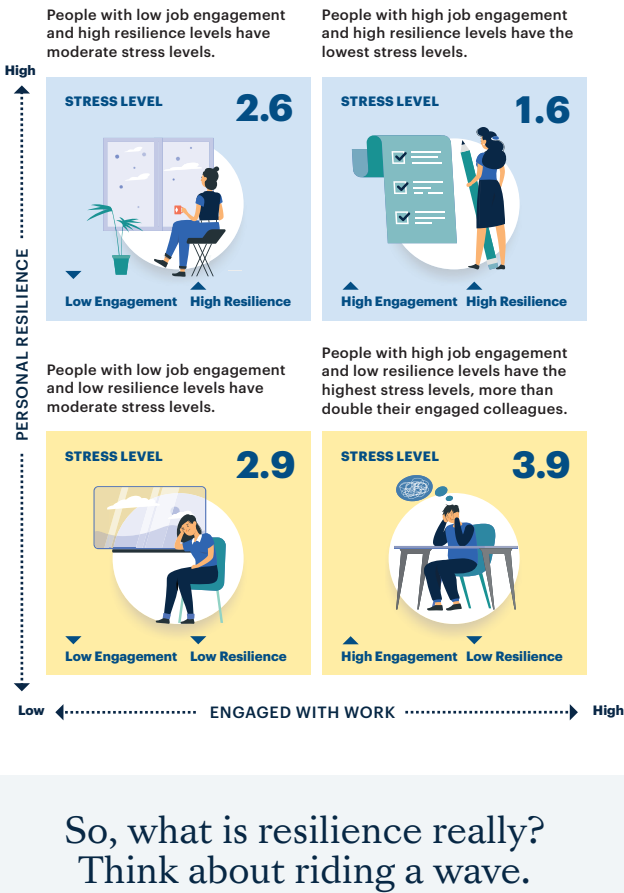 People with low job engagement
and high resilience levels have
moderate stress levels.
People with high job engagement
and high resilience levels have the
lowest stress levels.
High
STRESS LEVEL
2.6
Low Engagement
High Resilience
STRESS LEVEL
1.6
High Engagement
High Resilience
PERSONAL RESILIENCE
People with low job engagement
and low resilience levels have
moderate stress levels.
People with high job engagement
and low resilience levels have the
highest stress levels, more than
double their engaged colleagues.
STRESS LEVEL
2.9
Low Engagement
Low Resilience
STRESS LEVEL
3.9
High Engagement
Low Resilience
Low
ENGAGED WITH WORK
High
So, what is resilience really?
Think about riding a wave.